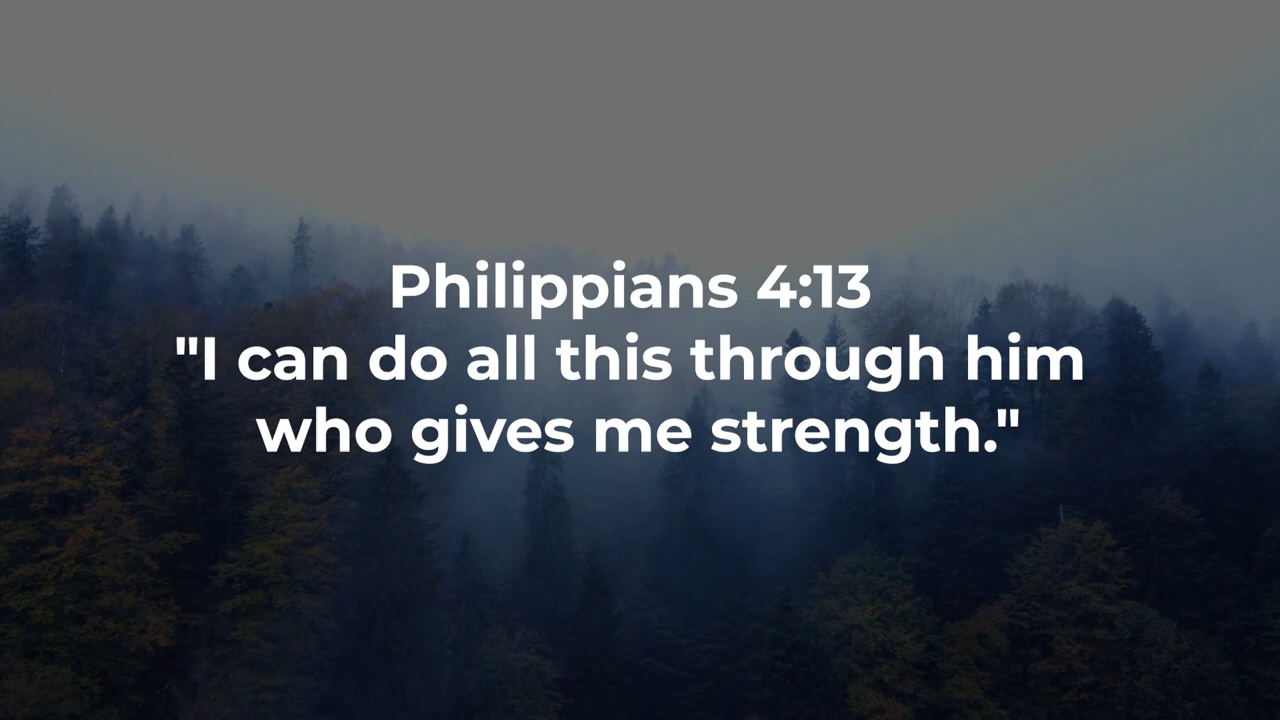 Philippians 4:13
"I can do all this through him
who gives me strength."